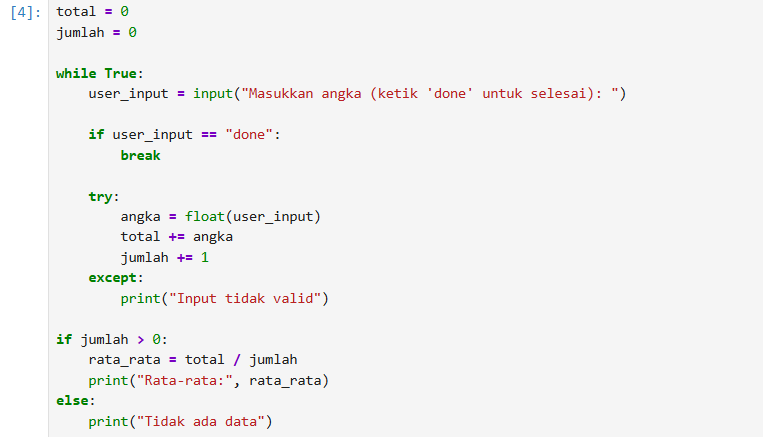 [4]: total = 0
jumlah = 0
while True:
    user_input = input("Masukkan angka (ketik 'done' untuk selesai): ")
    if user_input == "done":
        break
    try:
        angka = float(user_input)
        total += angka
        jumlah += 1
    except:
        print("Input tidak valid")
if jumlah > 0:
    rata_rata = total / jumlah
    print("Rata-rata:", rata_rata)
else:
    print("Tidak ada data")